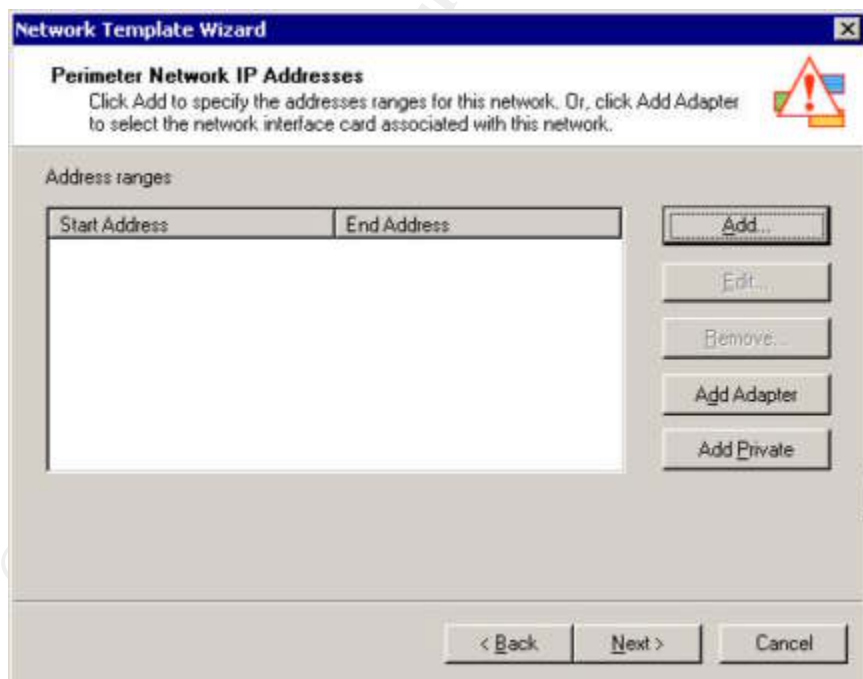 Network Template Wizard
Perimeter Network IP Addresses
Click Add to specify the addresses ranges for this network. Or, click Add Adapter
to select the network interface card associated with this network.
Address ranges
Start Address End Address
Add...
Edit...
Remove...
Add Adapter
Add Private
< Back Next > Cancel